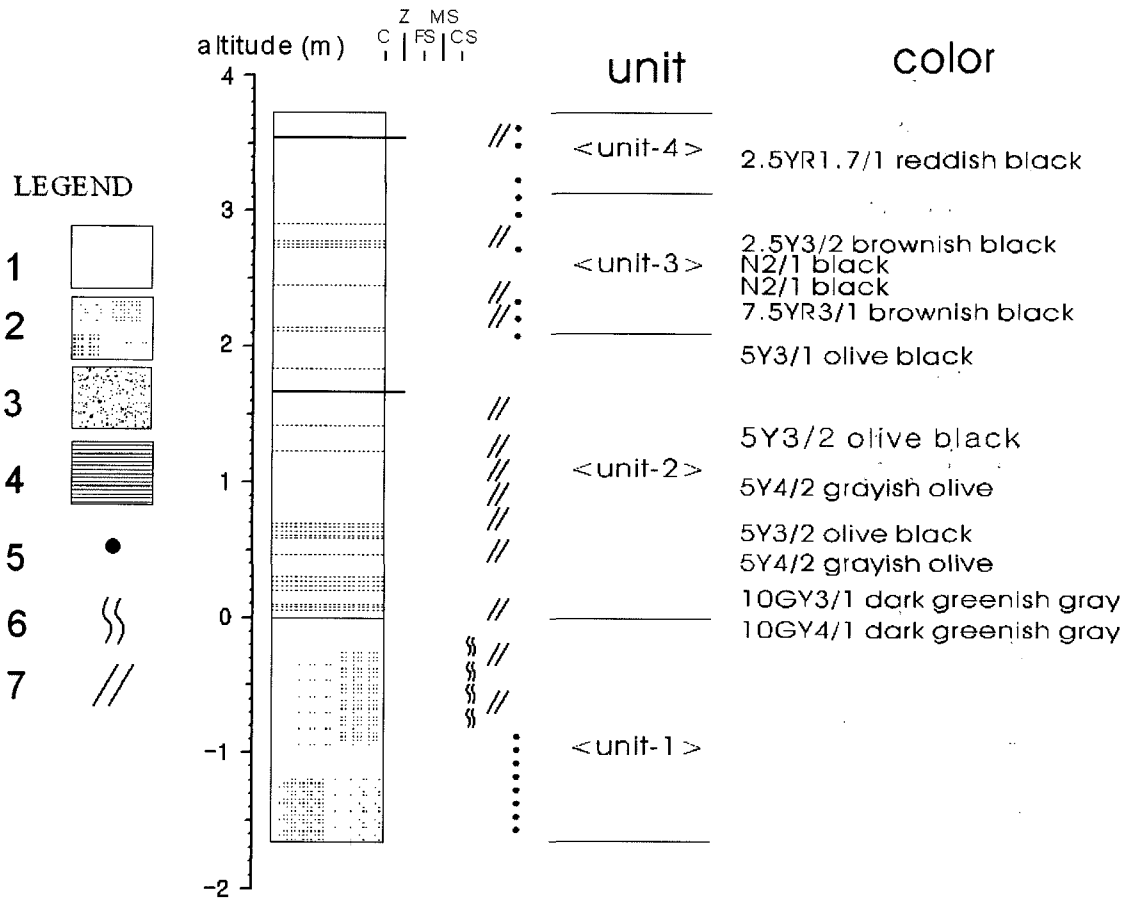 Z MS
altitude (m) C FS CS
unit color
4
<unit-4>
2.5YR1.7/1 reddish black
LEGEND
3
2.5Y3/2 brownish black
<unit-3>
N2/1 black
1
N2/1 black
7.5YR3/1 brownish black
2
2
5Y3/1 olive black
3
5Y3/2 olive black
<unit-2>
4
1
5Y4/2 grayish olive
5Y3/2 olive black
5
5Y4/2 grayish olive
10GY3/1 dark greenish gray
6
0
10GY4/1 dark greenish gray
7
-1
<unit-1>
-2